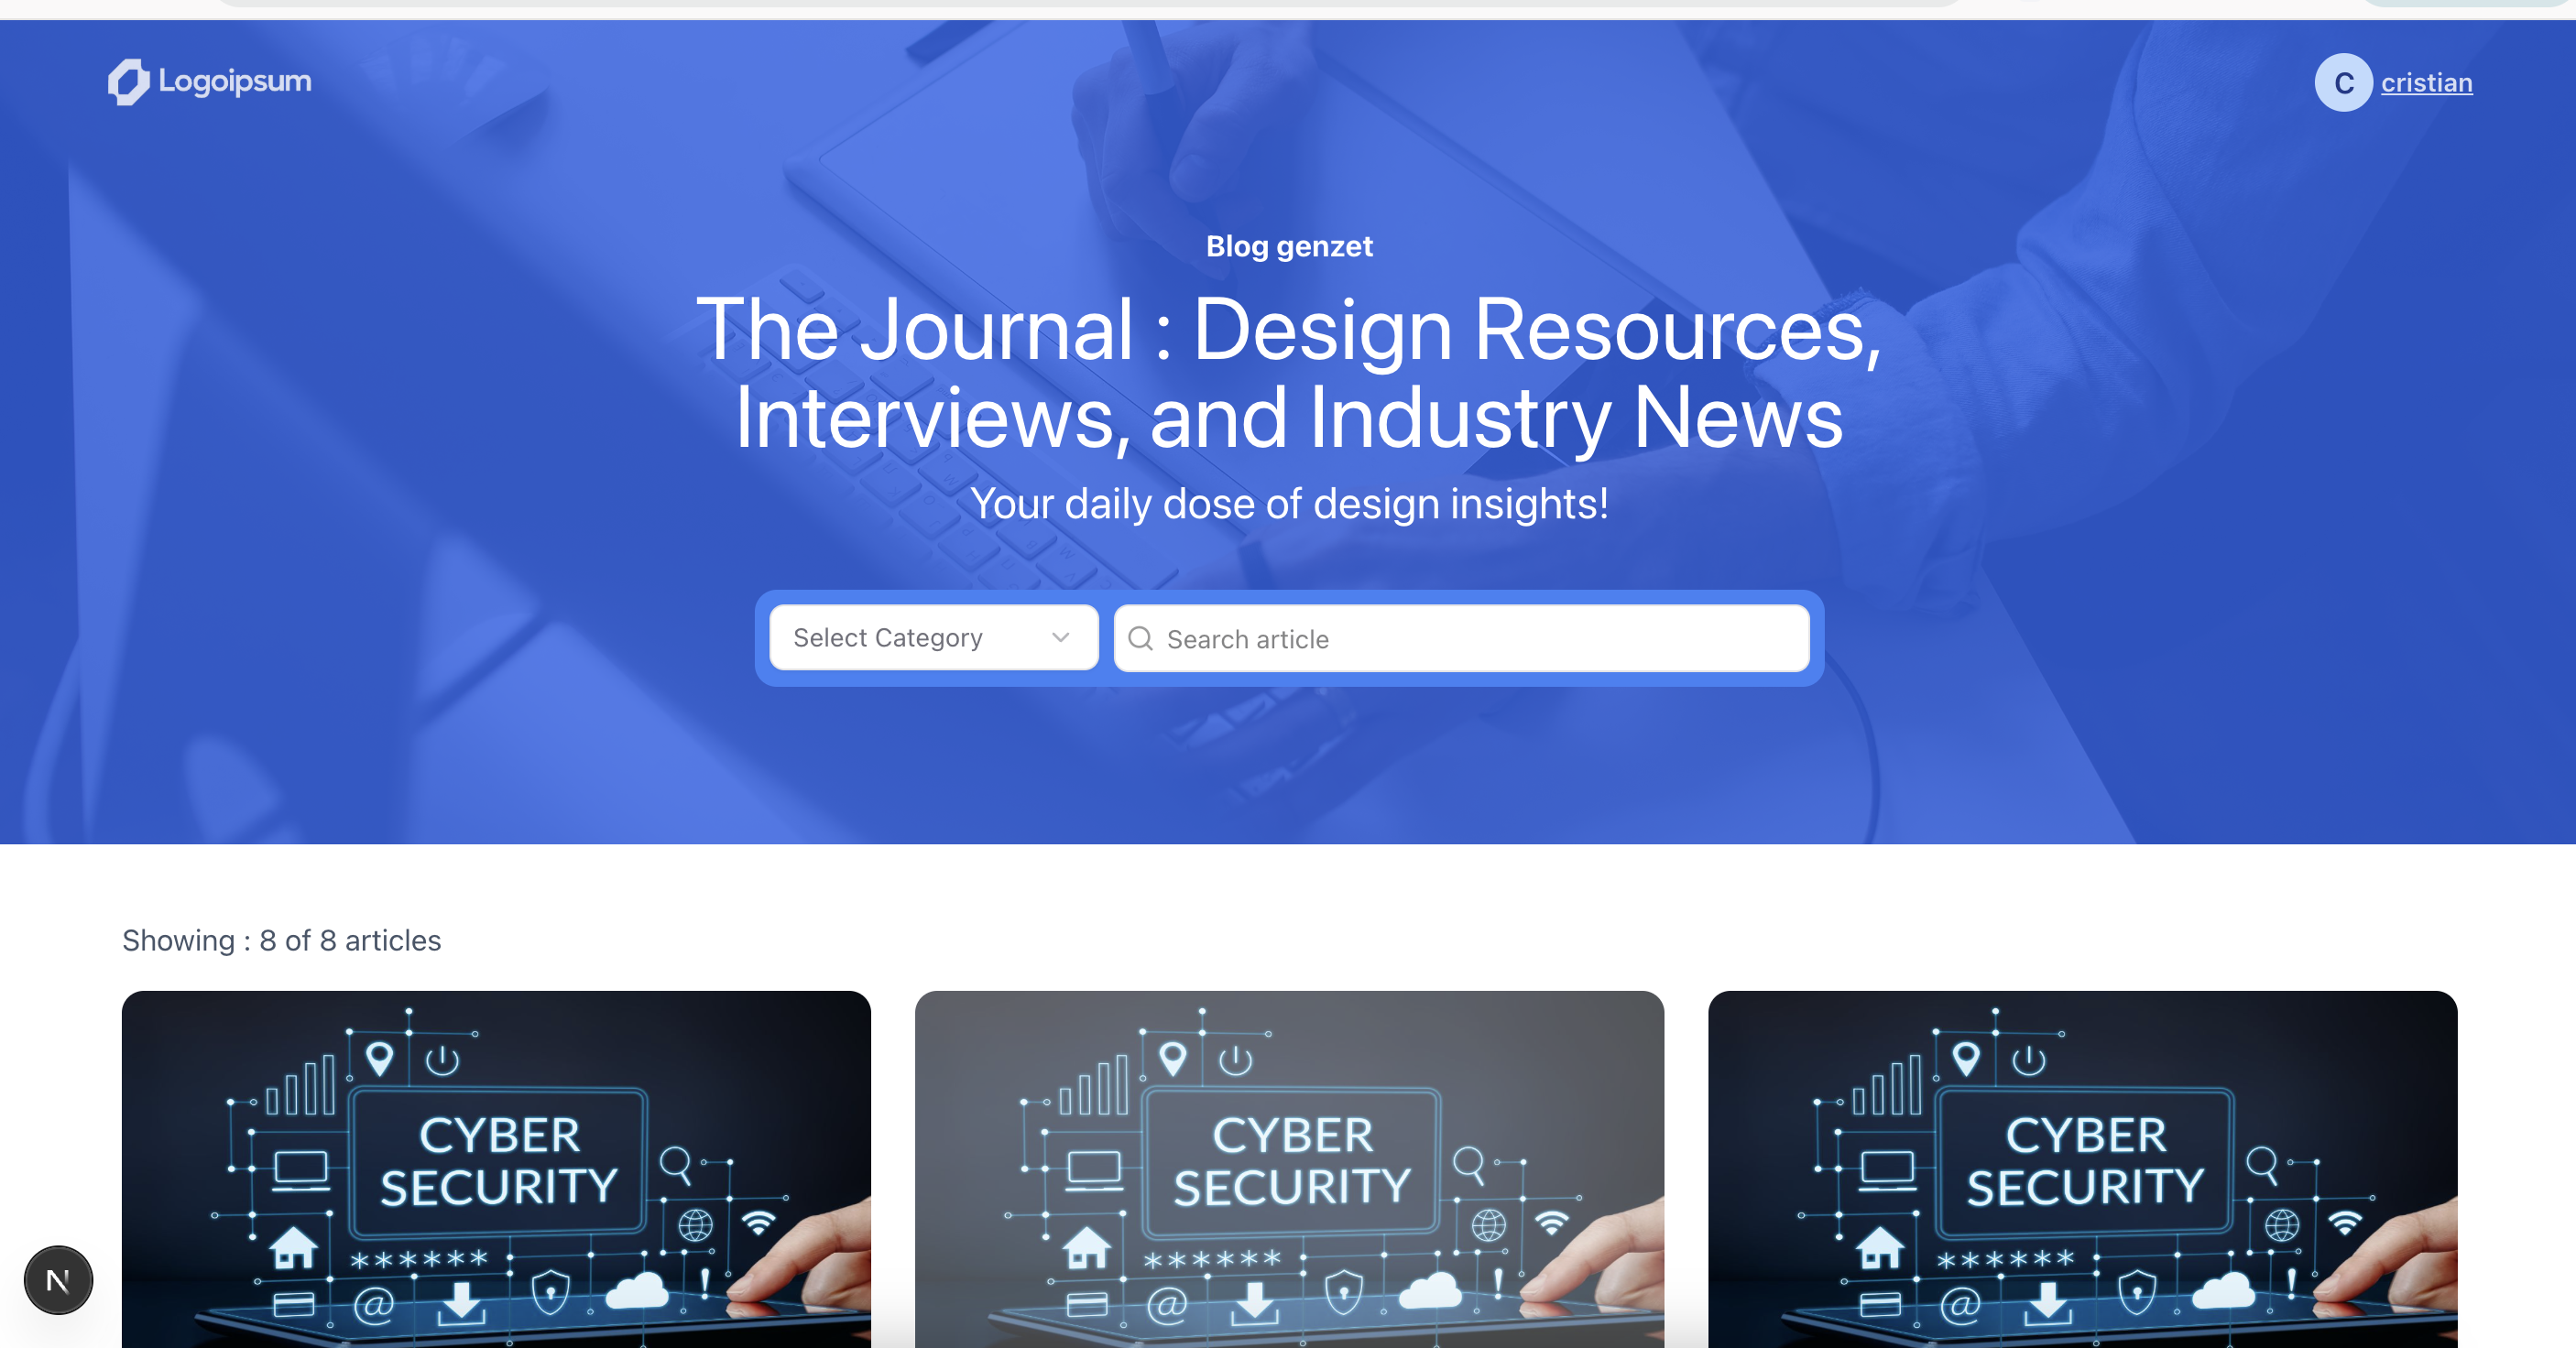 Logoipsum
C cristian
Blog genzet
The Journal : Design Resources,
Interviews, and Industry News
Your daily dose of design insights!
Select Category
Search article
Showing : 8 of 8 articles
CYBER
SECURITY
******
@
!
CYBER
SECURITY
******
@
!
CYBER
SECURITY
******
@
!
N